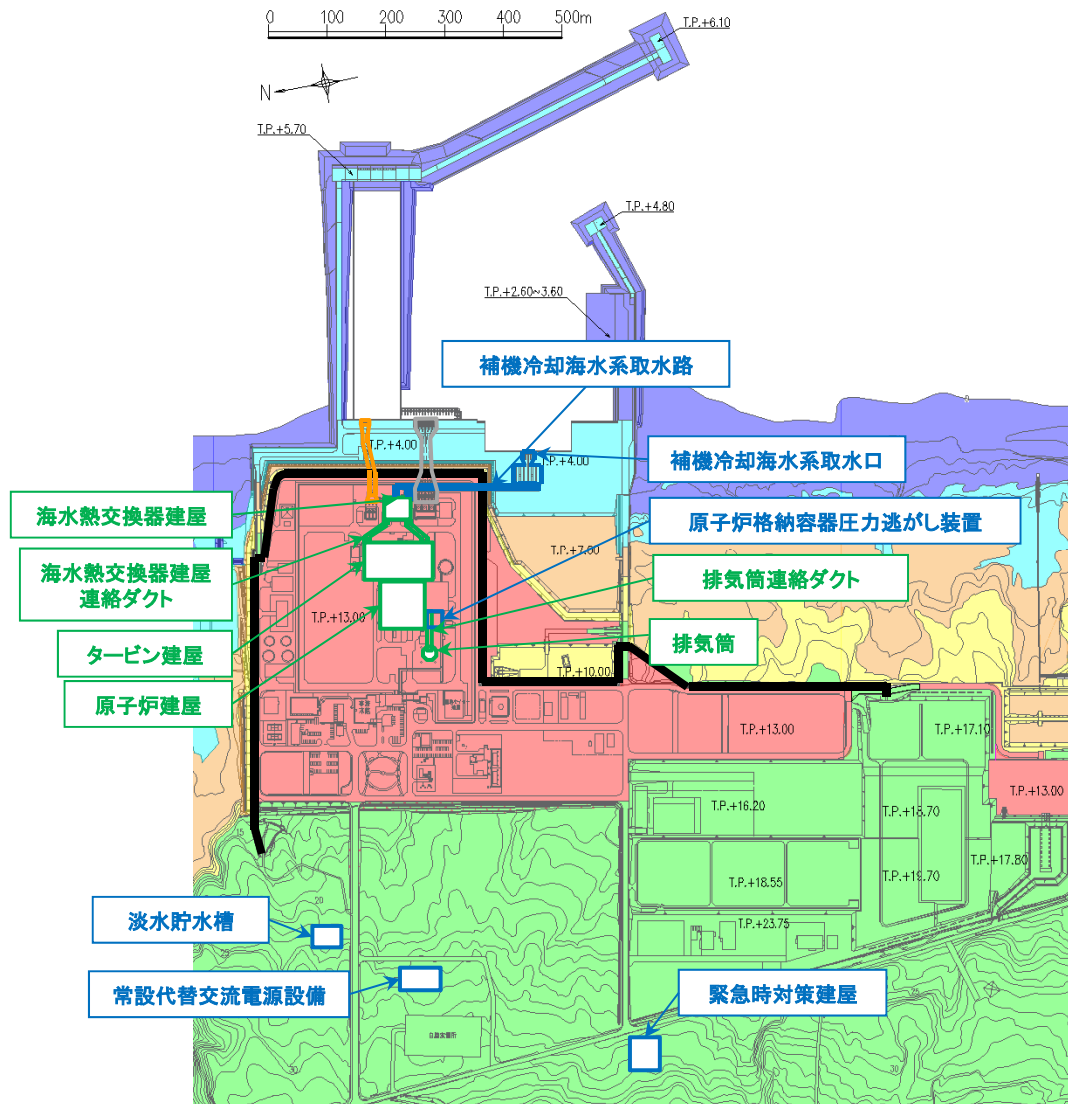 0 100 200 300 500m
N
T.P.+6.10
T.P.+5.70
T.P.+4.80
T.P.+2.60~3.60
補機冷却海水系取水路
T.P.+4.00
補機冷却海水系取水口
T.P.+4.00
海水熱交換器建屋
原子炉格納容器圧力逃がし装置
T.P.+7.00
海水熱交換器建屋
連絡ダクト
排気筒連絡ダクト
T.P.+13.00
タービン建屋
排気筒
T.P.+10.00
原子炉建屋
T.P.+13.00
T.P.+17.10
T.P.+13.00
T.P.+16.20
T.P.+18.70
15
T.P.+17.80
T.P.+18.55
T.P.+19.70
20
淡水貯水槽
T.P.+23.75
常設代替交流電源設備
緊急時対策建屋
25
30
30